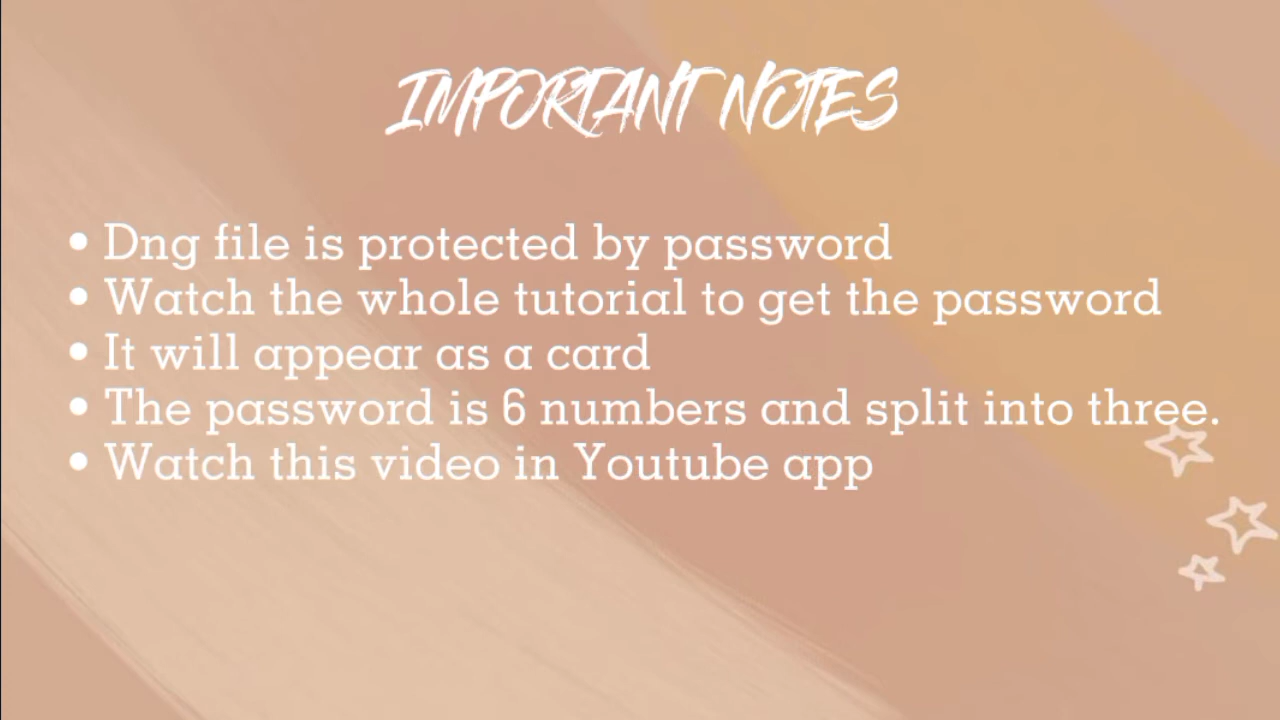 IMPORTANT NOTES
• Dng file is protected by password
• Watch the whole tutorial to get the password
• It will appear as a card
• The password is 6 numbers and split into three.
• Watch this video in Youtube app